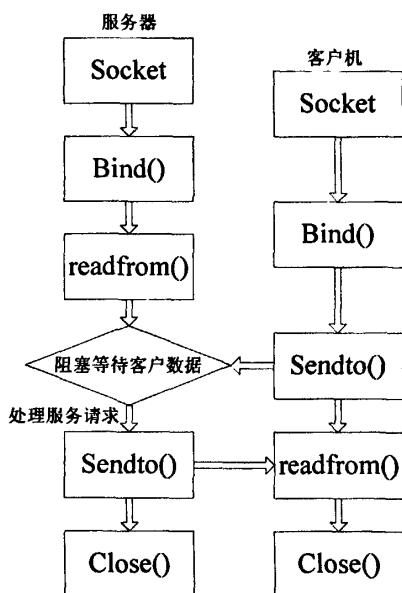 服务器
Socket
Bind()
readfrom()
阻塞等待客户数据
处理服务请求
Sendto()
Close()
客户机
Socket
Bind()
Sendto()
readfrom()
Close()